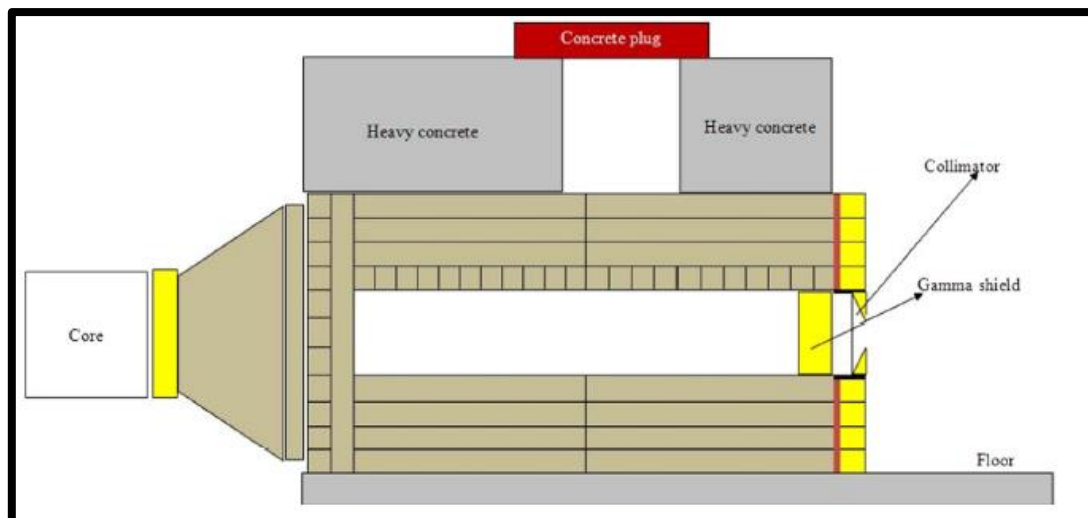 Concrete plug
Heavy concrete
Heavy concrete
Collimator
Gamma shield
Core
Floor